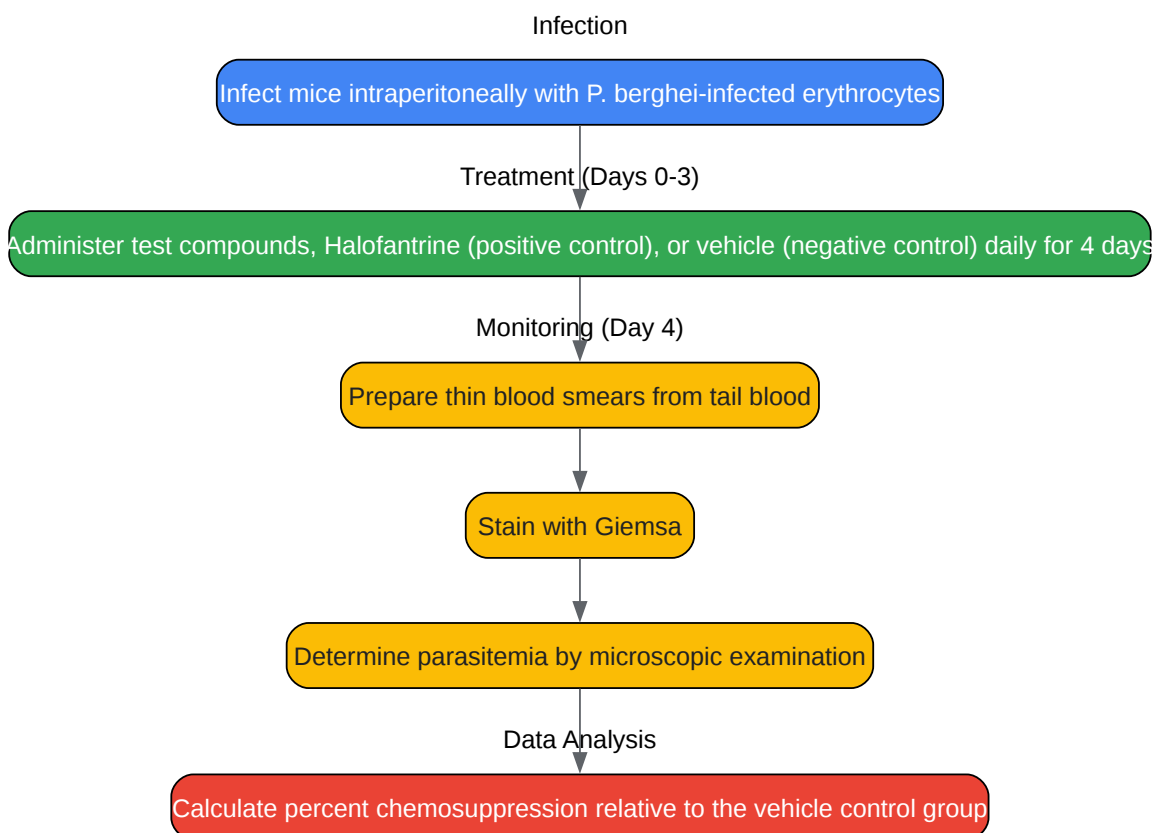 Infection
Infect mice intraperitoneally with P. berghei-infected erythrocytes
Treatment (Days 0-3)
Administer test compounds, Halofantrine (positive control), or vehicle (negative control) daily for 4 days
Monitoring (Day 4)
Prepare thin blood smears from tail blood
Stain with Giemsa
Determine parasitemia by microscopic examination
Data Analysis
Calculate percent chemosuppression relative to the vehicle control group